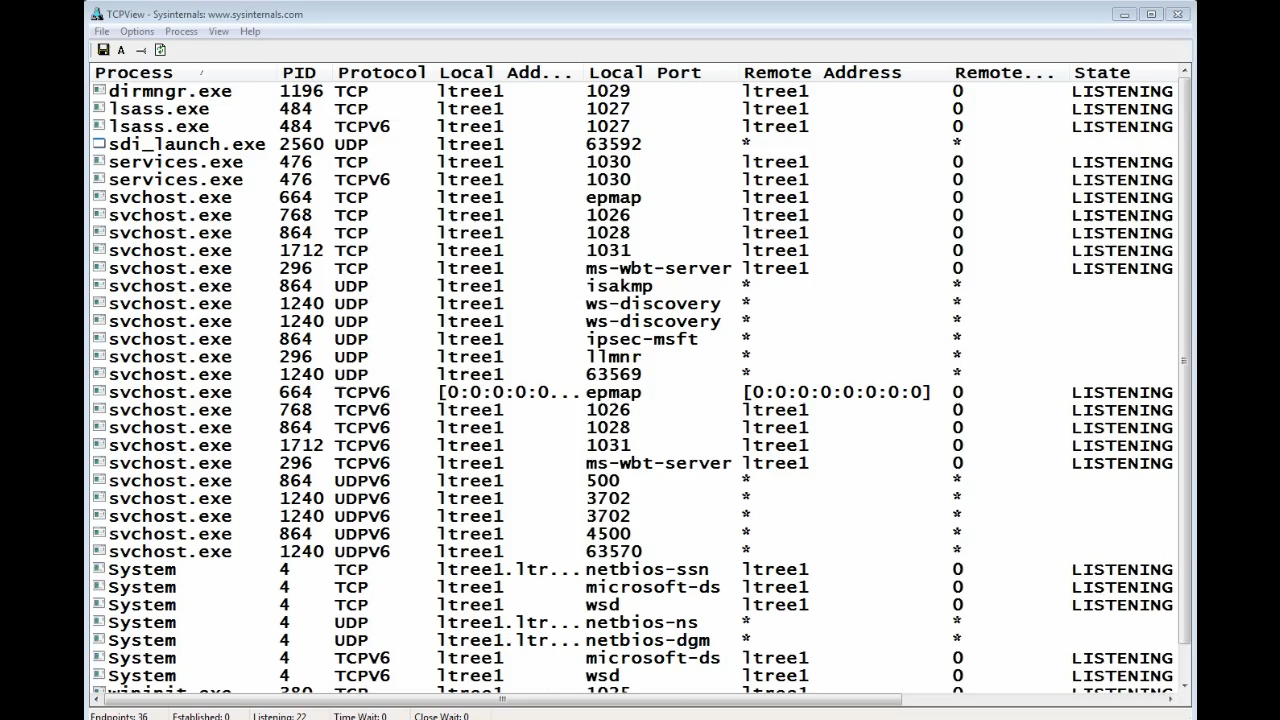 TCPView - Sysinternals: www.sysinternals.com
File Options Process View Help
A
Process / PID Protocol Local Add... Local Port Remote Address Remote... State
dirmngr.exe 1196 TCP ltree1 1029 ltree1 0 LISTENING
lsass.exe 484 TCP ltree1 1027 ltree1 0 LISTENING
lsass.exe 484 TCPV6 ltree1 1027 ltree1 0 LISTENING
sdi_launch.exe 2560 UDP ltree1 63592 * *
services.exe 476 TCP ltree1 1030 ltree1 0 LISTENING
services.exe 476 TCPV6 ltree1 1030 ltree1 0 LISTENING
svchost.exe 664 TCP ltree1 epmap ltree1 0 LISTENING
svchost.exe 768 TCP ltree1 1026 ltree1 0 LISTENING
svchost.exe 864 TCP ltree1 1028 ltree1 0 LISTENING
svchost.exe 1712 TCP ltree1 1031 ltree1 0 LISTENING
svchost.exe 296 TCP ltree1 ms-wbt-server ltree1 0 LISTENING
svchost.exe 864 UDP ltree1 isakmp * *
svchost.exe 1240 UDP ltree1 ws-discovery * *
svchost.exe 1240 UDP ltree1 ws-discovery * *
svchost.exe 864 UDP ltree1 ipsec-msft * *
svchost.exe 296 UDP ltree1 llmnr * *
svchost.exe 1240 UDP ltree1 63569 * *
svchost.exe 664 TCPV6 [0:0:0:0:0... epmap [0:0:0:0:0:0:0:0] 0 LISTENING
svchost.exe 768 TCPV6 ltree1 1026 ltree1 0 LISTENING
svchost.exe 864 TCPV6 ltree1 1028 ltree1 0 LISTENING
svchost.exe 1712 TCPV6 ltree1 1031 ltree1 0 LISTENING
svchost.exe 296 TCPV6 ltree1 ms-wbt-server ltree1 0 LISTENING
svchost.exe 864 UDPV6 ltree1 500 * *
svchost.exe 1240 UDPV6 ltree1 3702 * *
svchost.exe 1240 UDPV6 ltree1 3702 * *
svchost.exe 864 UDPV6 ltree1 4500 * *
svchost.exe 1240 UDPV6 ltree1 63570 * *
System 4 TCP ltree1.ltr... netbios-ssn ltree1 0 LISTENING
System 4 TCP ltree1 microsoft-ds ltree1 0 LISTENING
System 4 TCP ltree1 wsd ltree1 0 LISTENING
System 4 UDP ltree1.ltr... netbios-ns * *
System 4 UDP ltree1.ltr... netbios-dgm * *
System 4 TCPV6 ltree1 microsoft-ds ltree1 0 LISTENING
System 4 TCPV6 ltree1 wsd ltree1 0 LISTENING
wininit.exe 380 TCP ltree1 1025 ltree1 0 LISTENING
Endpoints: 36 Established: 0 Listening: 22 Time Wait: 0 Close Wait: 0